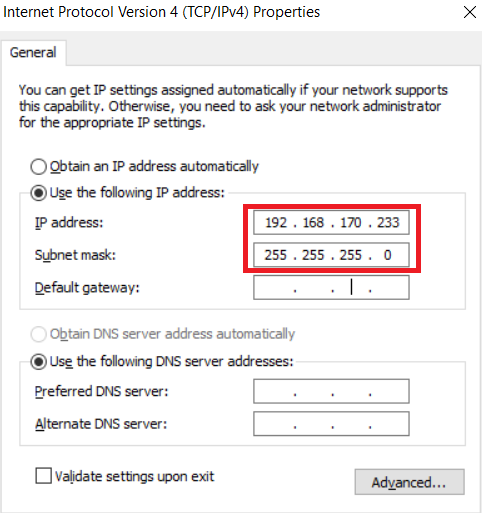 Internet Protocol Version 4 (TCP/IPv4) Properties
General
You can get IP settings assigned automatically if your network supports
this capability. Otherwise, you need to ask your network administrator
for the appropriate IP settings.
Obtain an IP address automatically
Use the following IP address:
IP address: 192 . 168 . 170 . 233
Subnet mask: 255 . 255 . 255 . 0
Default gateway: . . .
Obtain DNS server address automatically
Use the following DNS server addresses:
Preferred DNS server: . . .
Alternate DNS server: . . .
Validate settings upon exit
Advanced...